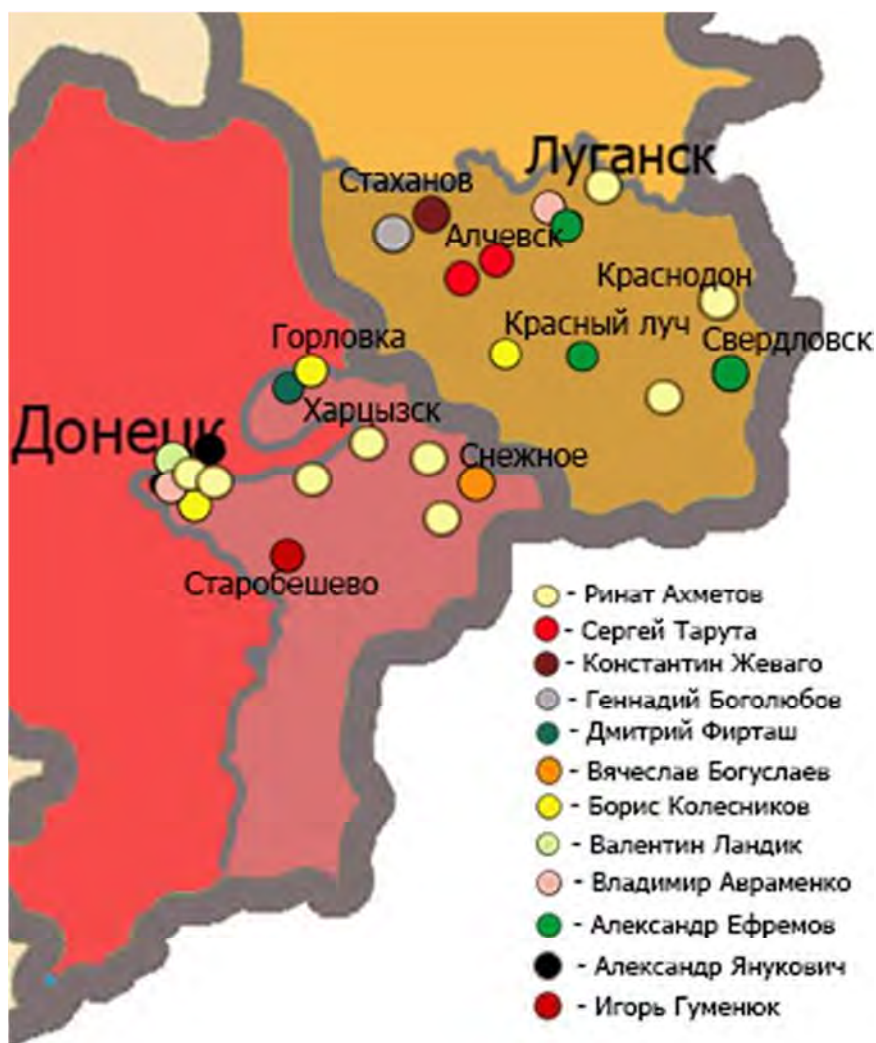 Луганск
Стаханов
Алчевск
Краснодон
Красный луч
Свердловск
Горловка
Харцызск
Донецк
Снежное
Старобешево
- Ринат Ахметов
- Сергей Тарута
- Константин Жеваго
- Геннадий Боголюбов
- Дмитрий Фирташ
- Вячеслав Богуслаев
- Борис Колесников
- Валентин Ландик
- Владимир Авраменко
- Александр Ефремов
- Александр Янукович
- Игорь Гуменюк